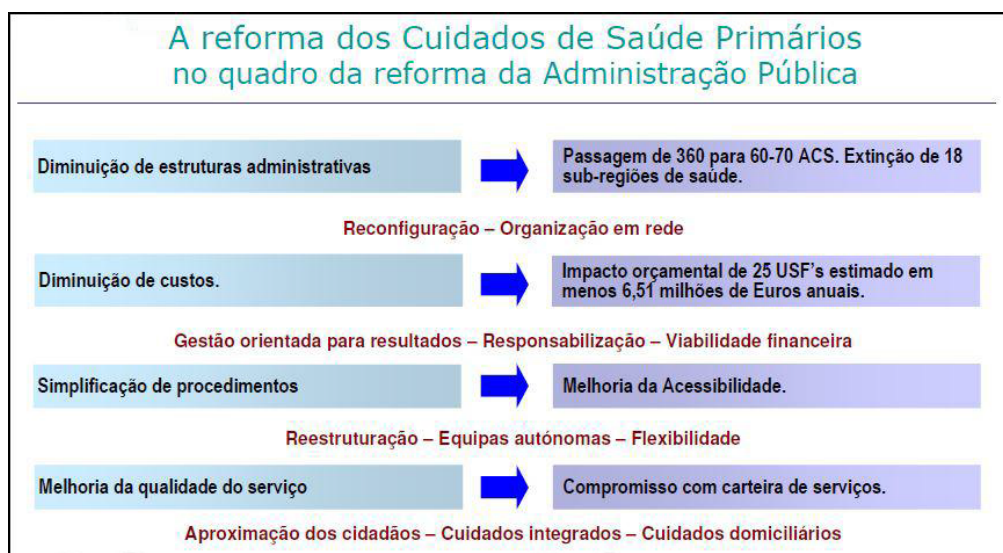 A reforma dos Cuidados de Saúde Primários
no quadro da reforma da Administração Pública
Diminuição de estruturas administrativas
Passagem de 360 para 60-70 ACS. Extinção de 18
sub-regiões de saúde.
Reconfiguração – Organização em rede
Diminuição de custos.
Impacto orçamental de 25 USF's estimado em
menos 6,51 milhões de Euros anuais.
Gestão orientada para resultados – Responsabilização – Viabilidade financeira
Simplificação de procedimentos
Melhoria da Acessibilidade.
Reestruturação – Equipas autónomas – Flexibilidade
Melhoria da qualidade do serviço
Compromisso com carteira de serviços.
Aproximação dos cidadãos – Cuidados integrados – Cuidados domiciliários